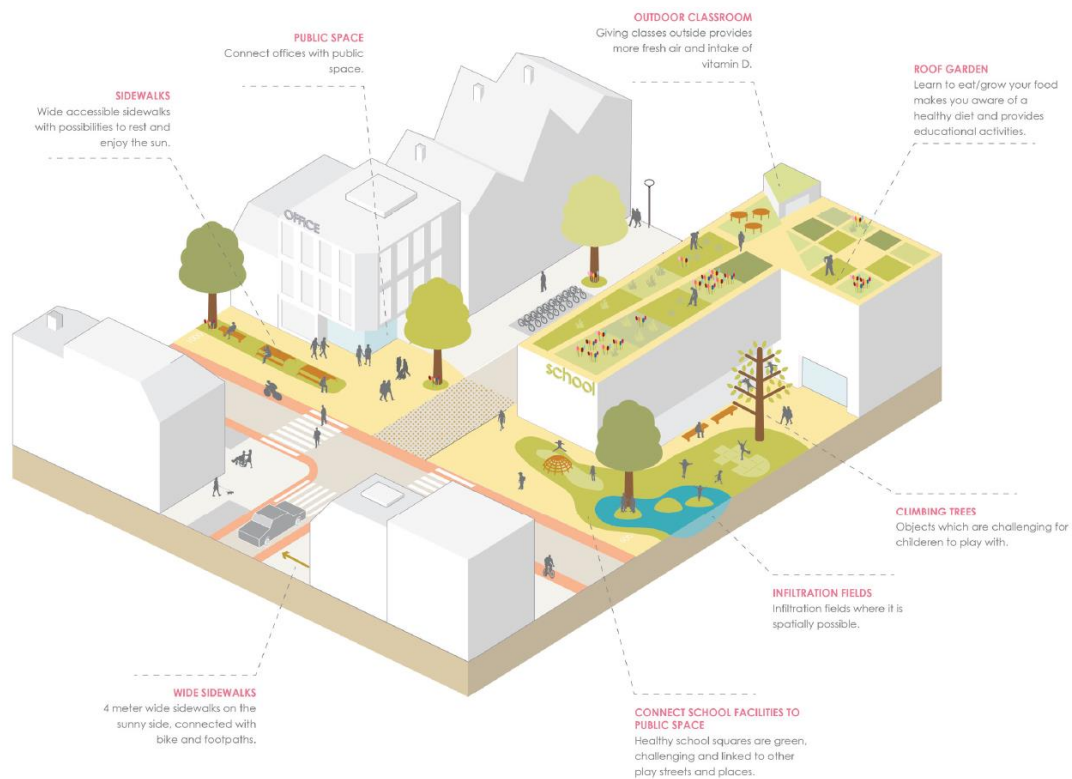 OUTDOOR CLASSROOM
Giving classes outside provides
more fresh air and intake of
vitamin D.
PUBLIC SPACE
Connect offices with public
space.
ROOF GARDEN
Learn to eat/grow your food
makes you aware of a
healthy diet and provides
educational activities.
SIDEWALKS
Wide accessible sidewalks
with possibilities to rest and
enjoy the sun.
OFFICE
school
CLIMBING TREES
Objects which are challenging for
childeren to play with.
INFILTRATION FIELDS
Infiltration fields where it is
spatially possible.
WIDE SIDEWALKS
4 meter wide sidewalks on the
sunny side, connected with
bike and footpaths.
CONNECT SCHOOL FACILITIES TO
PUBLIC SPACE
Healthy school squares are green,
challenging and linked to other
play streets and places.